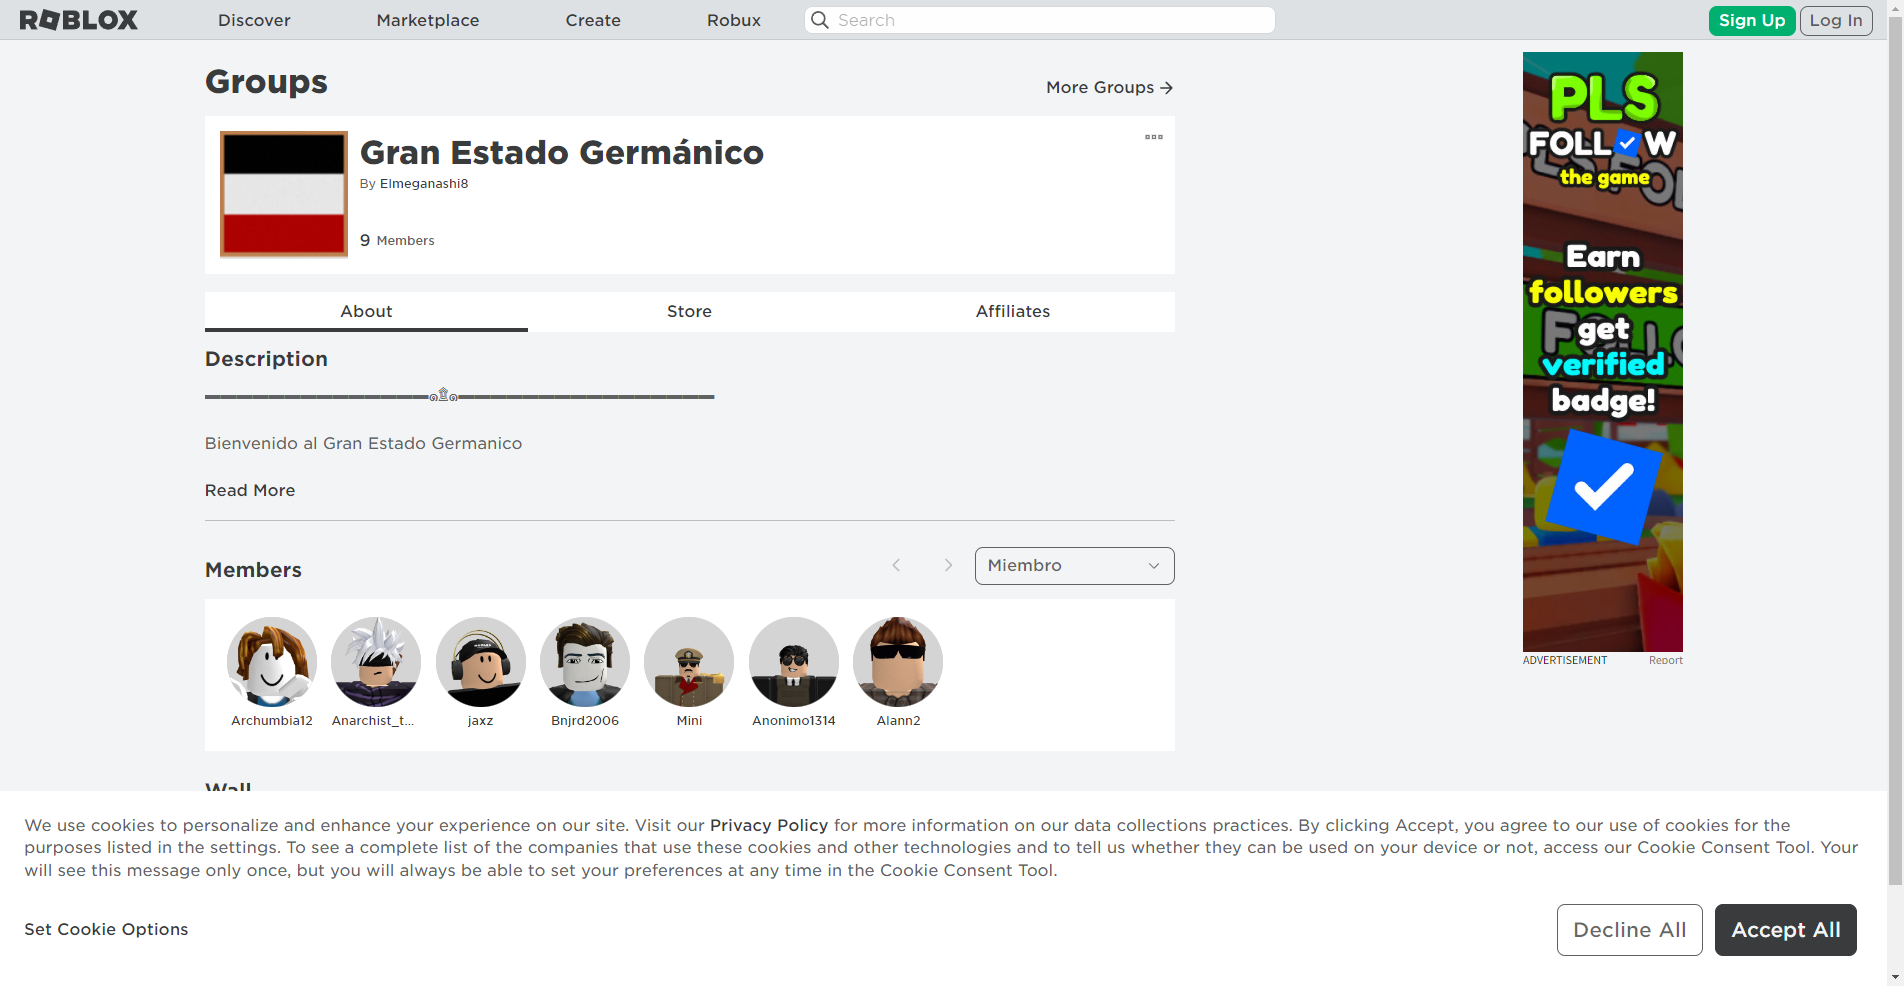 ROBLOX Discover Marketplace Create Robux Search Sign Up Log In
Groups
More Groups →
Gran Estado Germánico
By Elmeganashi8
9 Members
About Store Affiliates
Description
Bienvenido al Gran Estado Germanico
Read More
Members
Miembro
Archumbia12 Anarchist_t... jaxz Bnjrd2006 Mini Anonimo1314 Alann2
Wall
PLS
FOLLOW
the game
Earn
followers
get
verified
badge!
ADVERTISEMENT Report
We use cookies to personalize and enhance your experience on our site. Visit our Privacy Policy for more information on our data collections practices. By clicking Accept, you agree to our use of cookies for the
purposes listed in the settings. To see a complete list of the companies that use these cookies and other technologies and to tell us whether they can be used on your device or not, access our Cookie Consent Tool. Your
will see this message only once, but you will always be able to set your preferences at any time in the Cookie Consent Tool.
Set Cookie Options
Decline All
Accept All